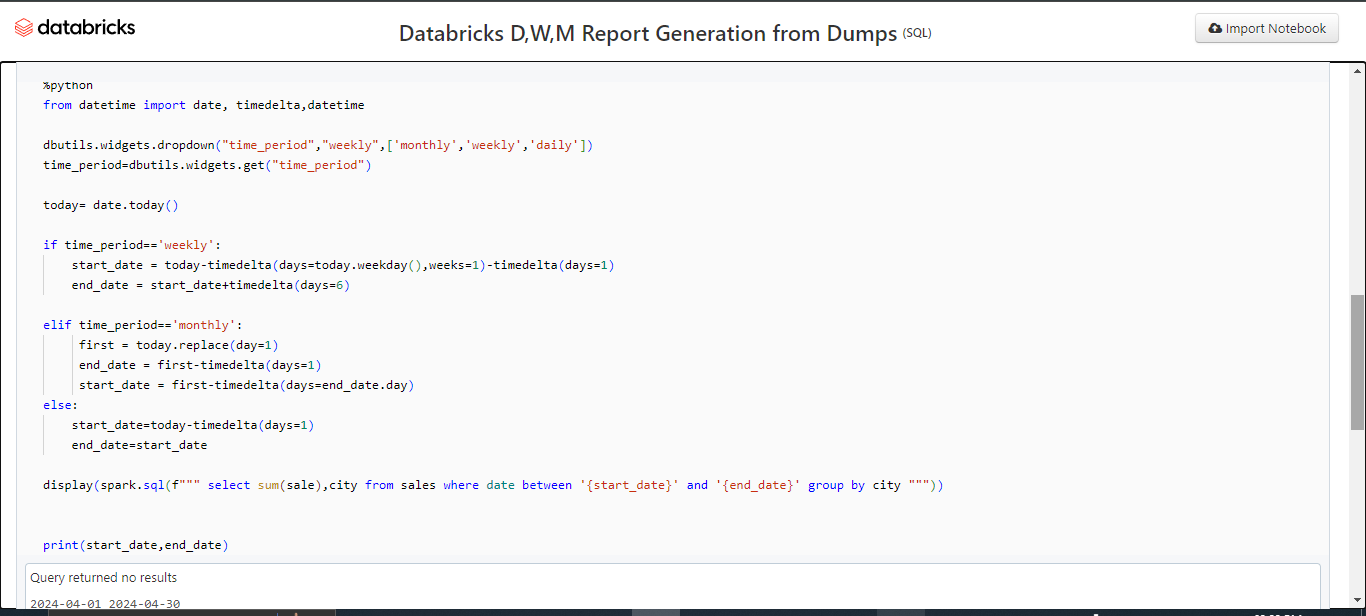 databricks
Databricks D,W,M Report Generation from Dumps (SQL)
Import Notebook
%python
from datetime import date, timedelta,datetime
dbutils.widgets.dropdown("time_period","weekly",['monthly','weekly','daily'])
time_period=dbutils.widgets.get("time_period")
today= date.today()
if time_period=='weekly':
    start_date = today-timedelta(days=today.weekday(),weeks=1)-timedelta(days=1)
    end_date = start_date+timedelta(days=6)
elif time_period=='monthly':
     first = today.replace(day=1)
     end_date = first-timedelta(days=1)
     start_date = first-timedelta(days=end_date.day)
else:
    start_date=today-timedelta(days=1)
    end_date=start_date
display(spark.sql(f""" select sum(sale),city from sales where date between '{start_date}' and '{end_date}' group by city """))
print(start_date,end_date)
Query returned no results
2024-04-01 2024-04-30